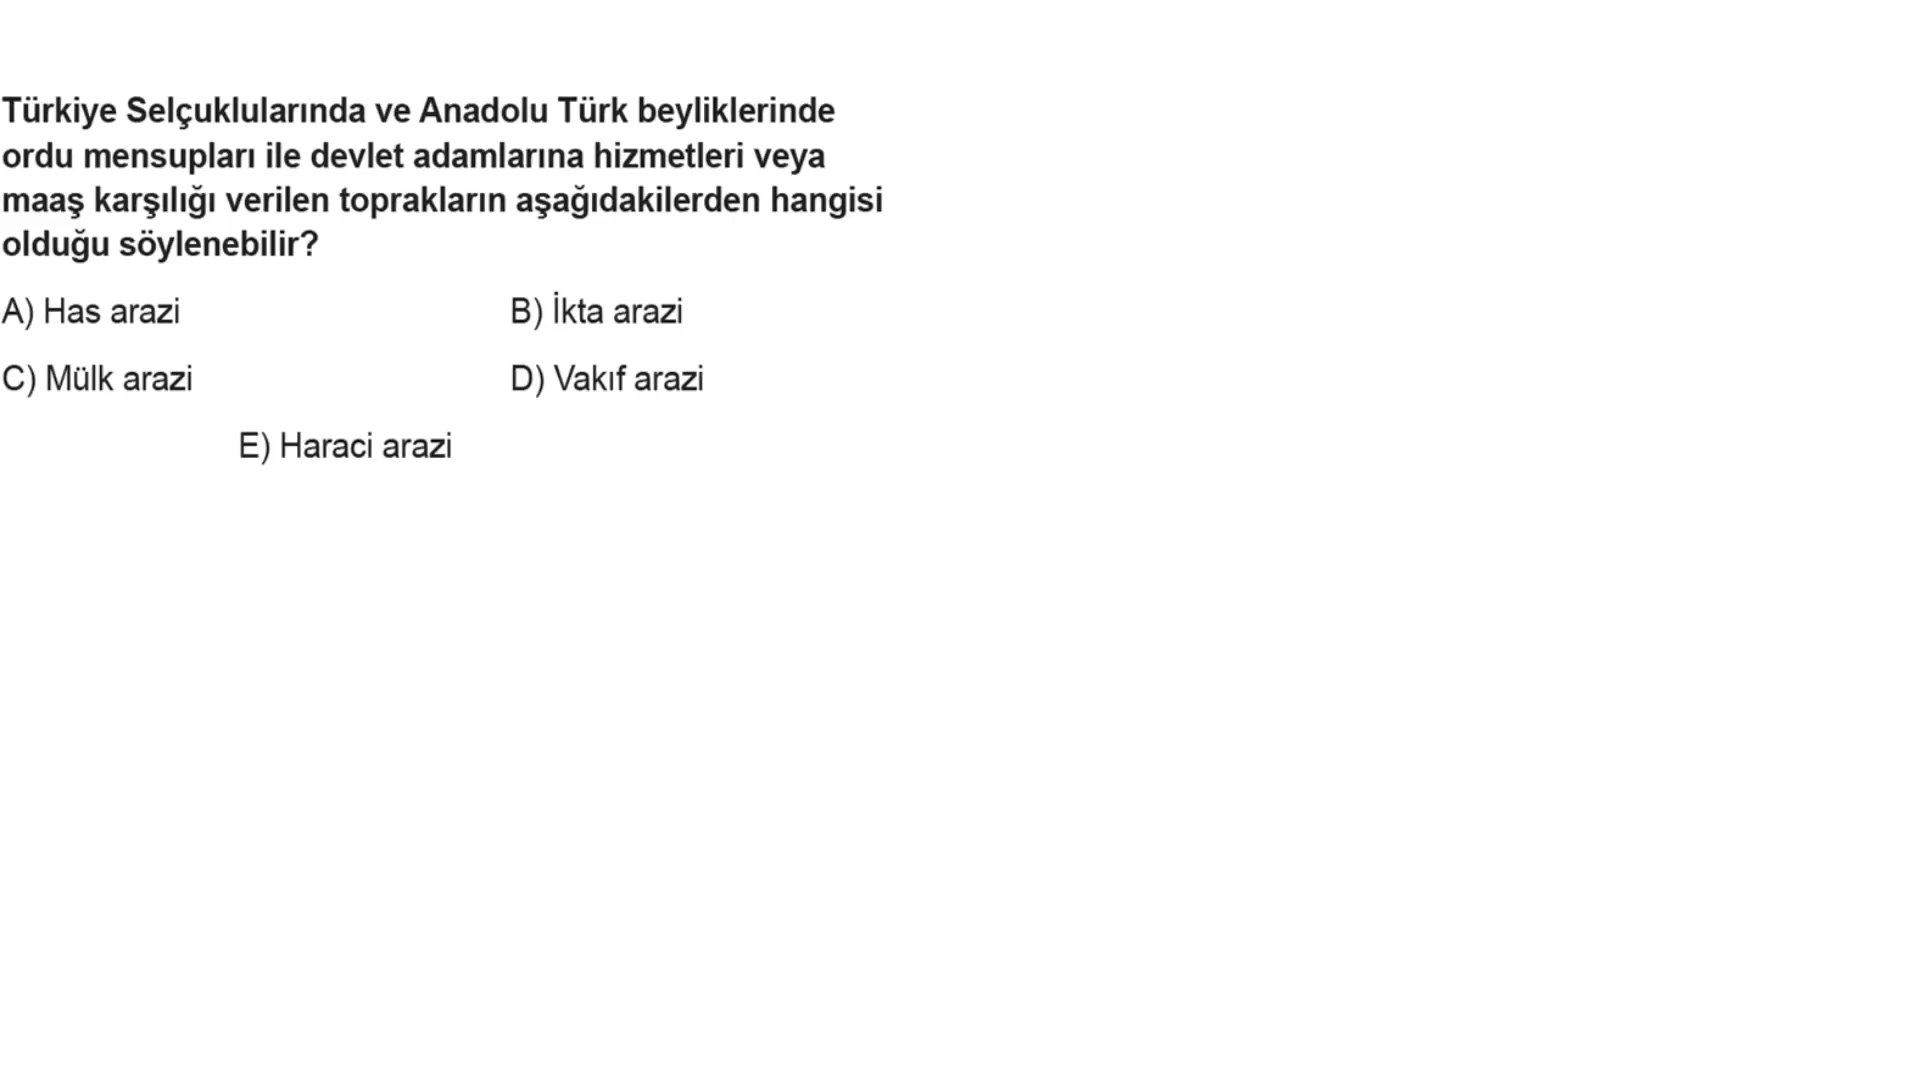 Türkiye Selçuklularında ve Anadolu Türk beyliklerinde
ordu mensupları ile devlet adamlarına hizmetleri veya
maaş karşılığı verilen toprakların aşağıdakilerden hangisi
olduğu söylenebilir?
A) Has arazi B) İkta arazi
C) Mülk arazi D) Vakıf arazi
E) Haraci arazi